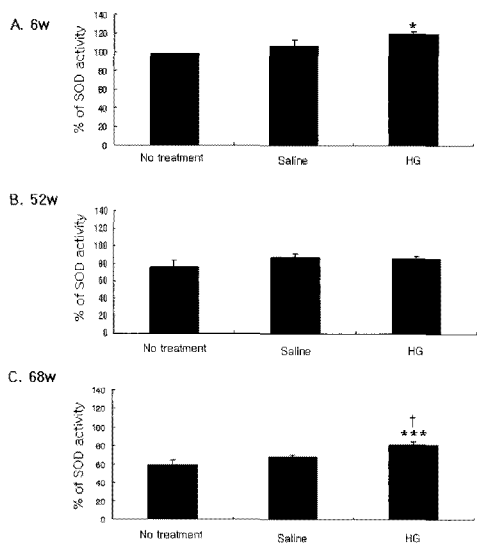 A. 6w
% of SOD activity
140
120
100
80
60
40
20
0
*
No treatment Saline HG
B. 52w
% of SOD activity
140
120
100
80
60
40
20
0
No treatment Saline HG
C. 68w
% of SOD activity
100
80
60
40
20
0
†
***
No treatment Saline HG